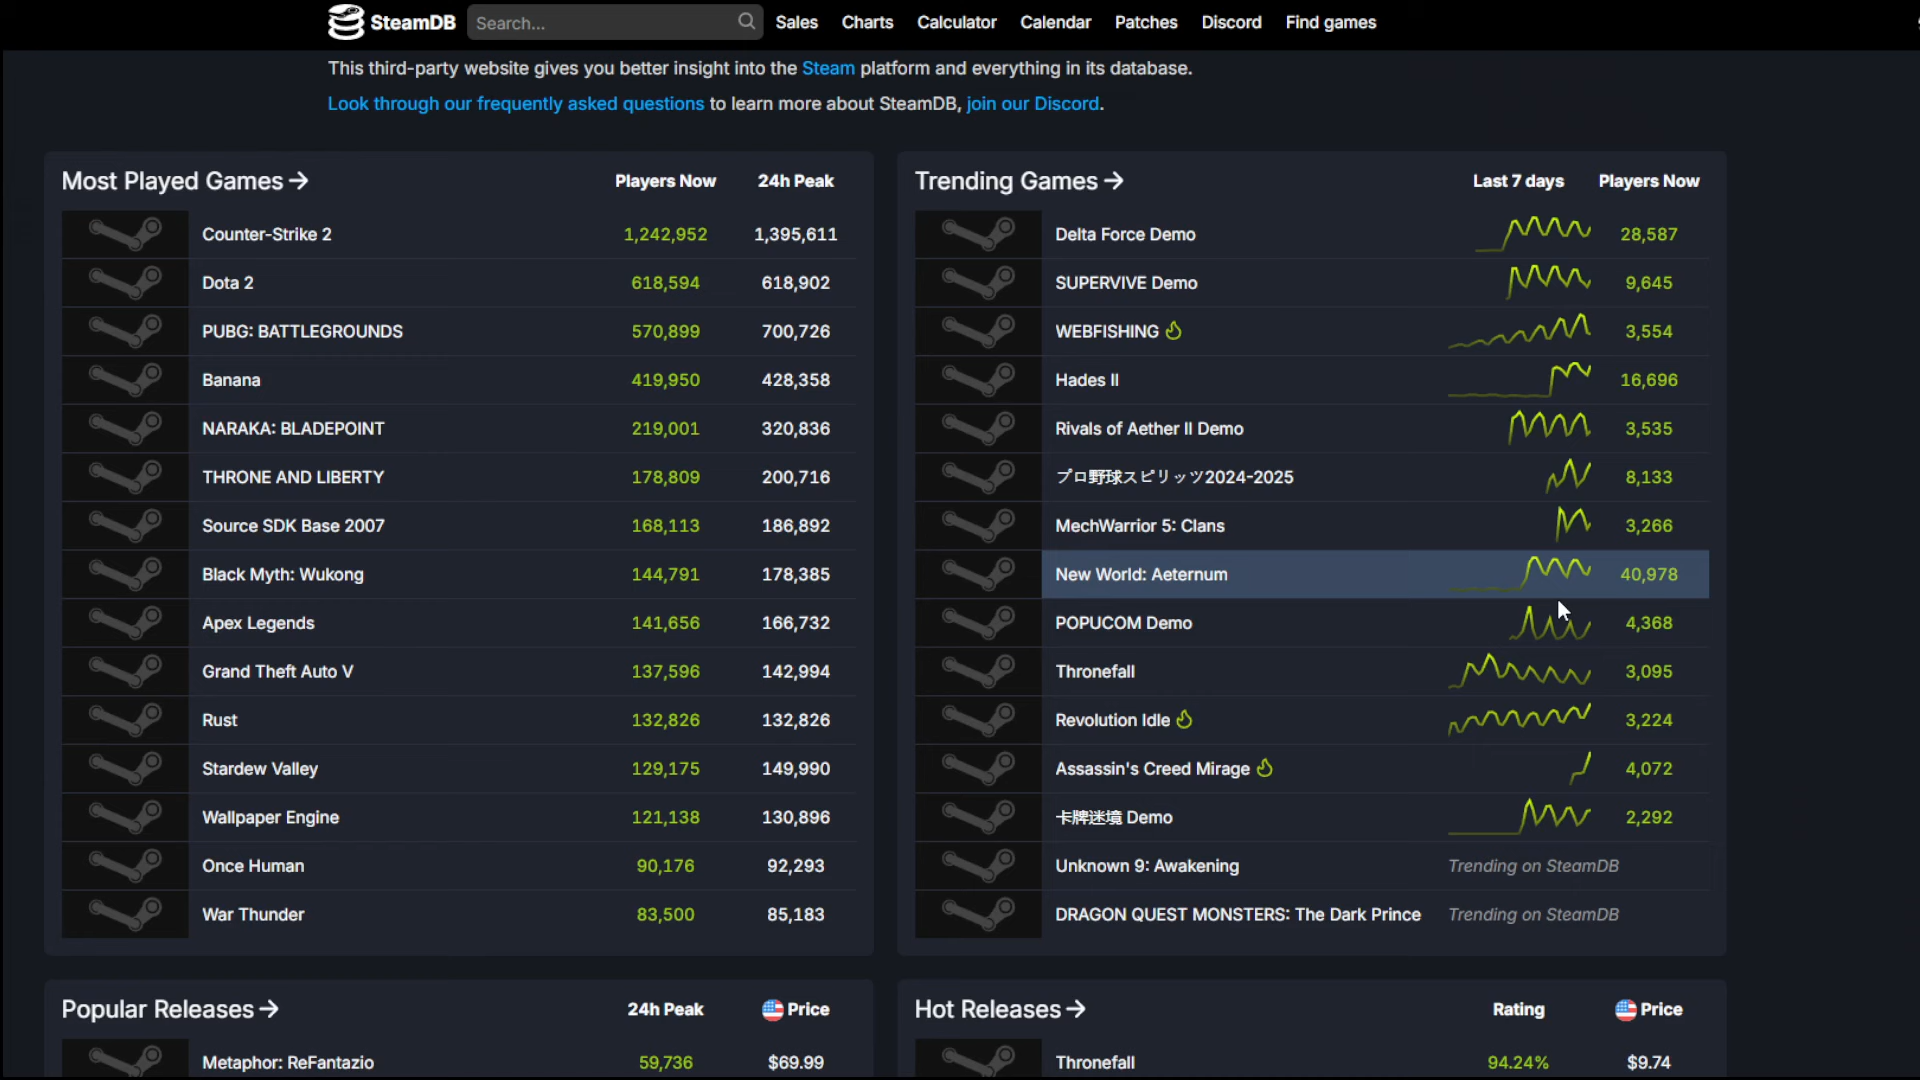 SteamDB Search... Sales Charts Calculator Calendar Patches Discord Find games
This third-party website gives you better insight into the Steam platform and everything in its database.
Look through our frequently asked questions to learn more about SteamDB, join our Discord.
Most Played Games → Players Now 24h Peak
Counter-Strike 2 1,242,952 1,395,611
Dota 2 618,594 618,902
PUBG: BATTLEGROUNDS 570,899 700,726
Banana 419,950 428,358
NARAKA: BLADEPOINT 219,001 320,836
THRONE AND LIBERTY 178,809 200,716
Source SDK Base 2007 168,113 186,892
Black Myth: Wukong 144,791 178,385
Apex Legends 141,656 166,732
Grand Theft Auto V 137,596 142,994
Rust 132,826 132,826
Stardew Valley 129,175 149,990
Wallpaper Engine 121,138 130,896
Once Human 90,176 92,293
War Thunder 83,500 85,183
Trending Games → Last 7 days Players Now
Delta Force Demo 28,587
SUPERVIVE Demo 9,645
WEBFISHING 3,554
Hades II 16,696
Rivals of Aether II Demo 3,535
プロ野球スピリッツ2024-2025 8,133
MechWarrior 5: Clans 3,266
New World: Aeternum 40,978
POPUCOM Demo 4,368
Thronefall 3,095
Revolution Idle 3,224
Assassin's Creed Mirage 4,072
卡牌迷境 Demo 2,292
Unknown 9: Awakening Trending on SteamDB
DRAGON QUEST MONSTERS: The Dark Prince Trending on SteamDB
Popular Releases → 24h Peak Price
Metaphor: ReFantazio 59,736 $69.99
Hot Releases → Rating Price
Thronefall 94.24% $9.74